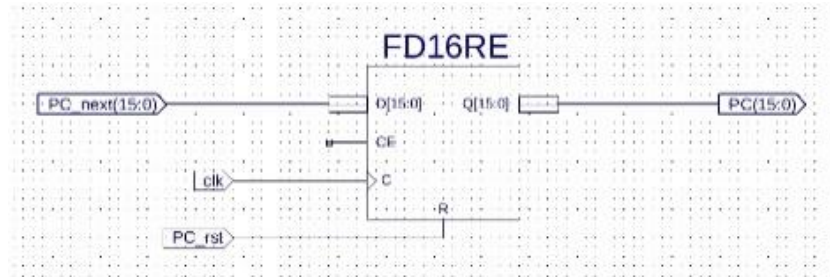 FD16RE
PC_next(15:0) D[15:0] Q[15:0] PC(15:0)
CE
clk C
R
PC_rst